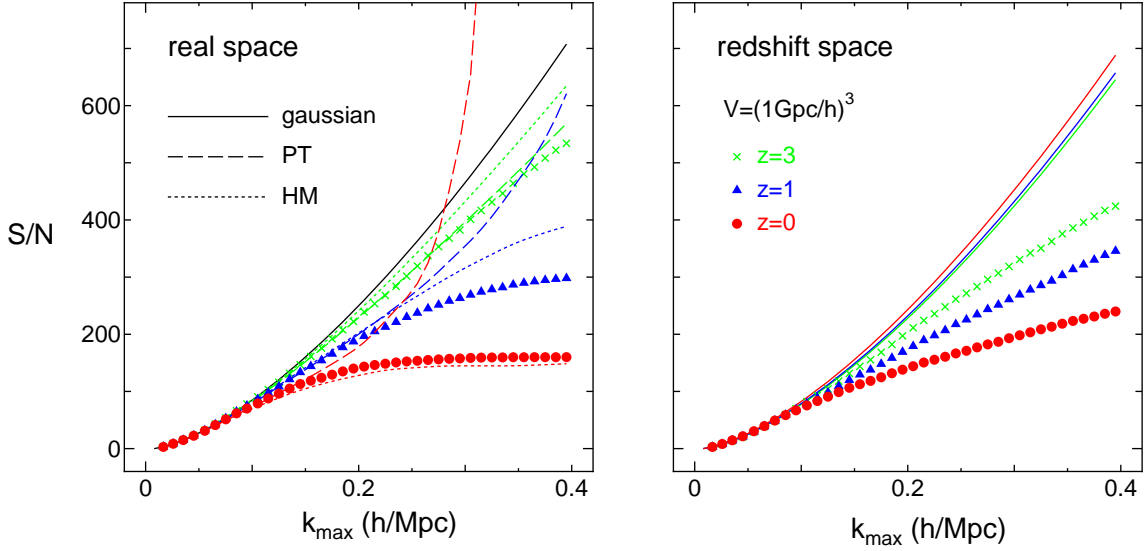 real space
gaussian
PT
HM
S/N
600
400
200
0
0
0.2
0.4
k_max (h/Mpc)
redshift space
V=(1Gpc/h)^3
z=3
z=1
z=0
0
0.2
0.4
k_max (h/Mpc)